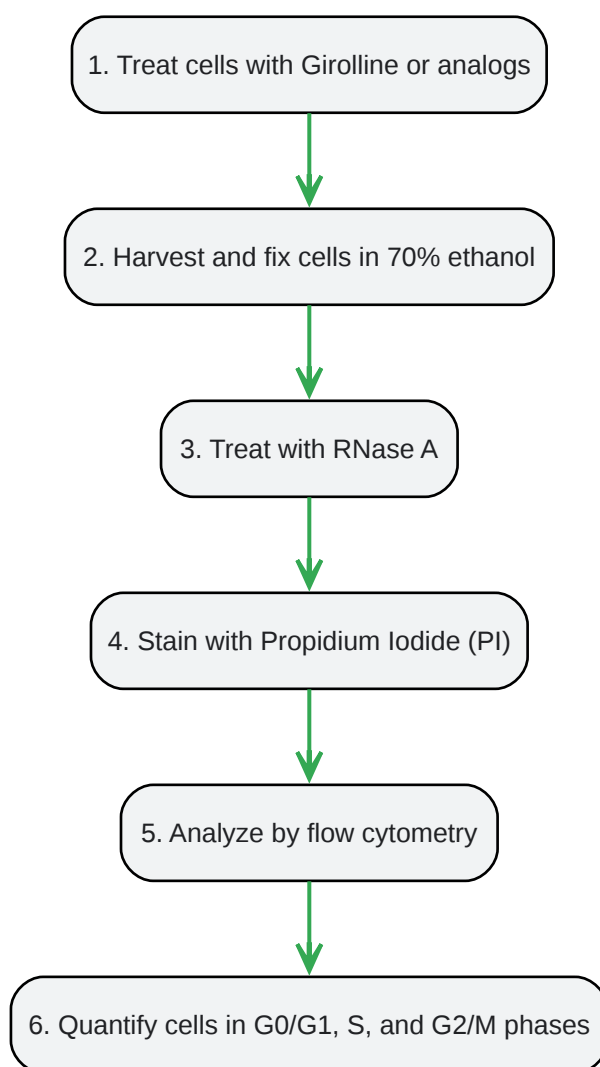 1. Treat cells with Girolline or analogs
2. Harvest and fix cells in 70% ethanol
3. Treat with RNase A
4. Stain with Propidium Iodide (PI)
5. Analyze by flow cytometry
6. Quantify cells in G0/G1, S, and G2/M phases